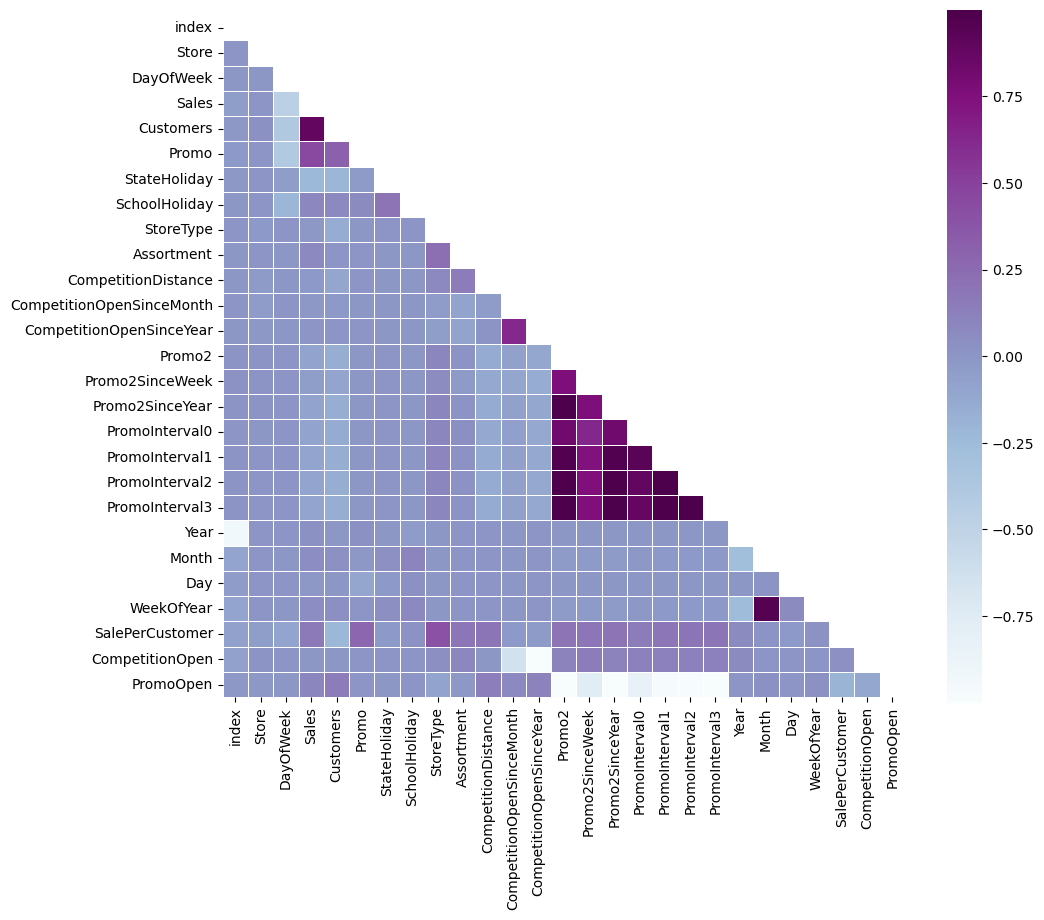 index
Store
DayOfWeek
Sales
Customers
Promo
StateHoliday
SchoolHoliday
StoreType
Assortment
CompetitionDistance
CompetitionOpenSinceMonth
CompetitionOpenSinceYear
Promo2
Promo2SinceWeek
Promo2SinceYear
PromoInterval0
PromoInterval1
PromoInterval2
PromoInterval3
Year
Month
Day
WeekOfYear
SalePerCustomer
CompetitionOpen
PromoOpen
index
Store
DayOfWeek
Sales
Customers
Promo
StateHoliday
SchoolHoliday
StoreType
Assortment
CompetitionDistance
CompetitionOpenSinceMonth
CompetitionOpenSinceYear
Promo2
Promo2SinceWeek
Promo2SinceYear
PromoInterval0
PromoInterval1
PromoInterval2
PromoInterval3
Year
Month
Day
WeekOfYear
SalePerCustomer
CompetitionOpen
PromoOpen
0.75
0.50
0.25
0.00
−0.25
−0.50
−0.75